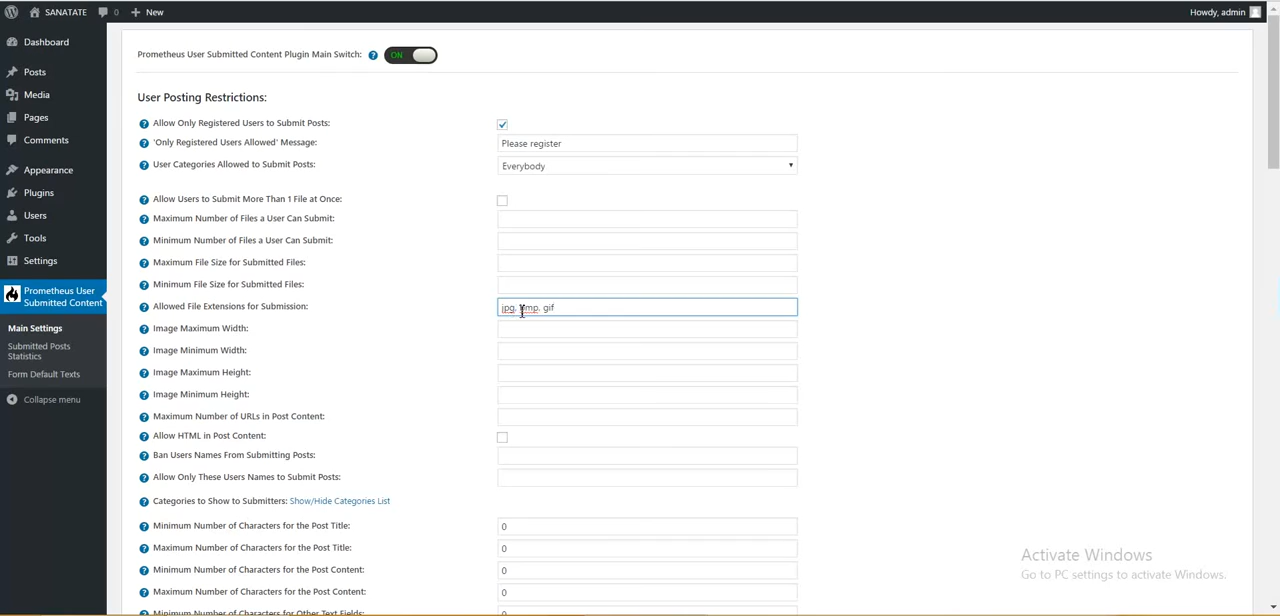 SANATATE 0 + New Howdy, admin
Dashboard
Posts
Media
Pages
Comments
Appearance
Plugins
Users
Tools
Settings
Prometheus User
Submitted Content
Main Settings
Submitted Posts
Statistics
Form Default Texts
Collapse menu
Prometheus User Submitted Content Plugin Main Switch: ? ON
User Posting Restrictions:
? Allow Only Registered Users to Submit Posts:
? 'Only Registered Users Allowed' Message: Please register
? User Categories Allowed to Submit Posts: Everybody
? Allow Users to Submit More Than 1 File at Once:
? Maximum Number of Files a User Can Submit:
? Minimum Number of Files a User Can Submit:
? Maximum File Size for Submitted Files:
? Minimum File Size for Submitted Files:
? Allowed File Extensions for Submission: jpg, bmp, gif
? Image Maximum Width:
? Image Minimum Width:
? Image Maximum Height:
? Image Minimum Height:
? Maximum Number of URLs in Post Content:
? Allow HTML in Post Content:
? Ban Users Names From Submitting Posts:
? Allow Only These Users Names to Submit Posts:
? Categories to Show to Submitters: Show/Hide Categories List
? Minimum Number of Characters for the Post Title: 0
? Maximum Number of Characters for the Post Title: 0
? Minimum Number of Characters for the Post Content: 0
? Maximum Number of Characters for the Post Content: 0
? Minimum Number of Characters for Other Text Fields: 0
Activate Windows
Go to PC settings to activate Windows.